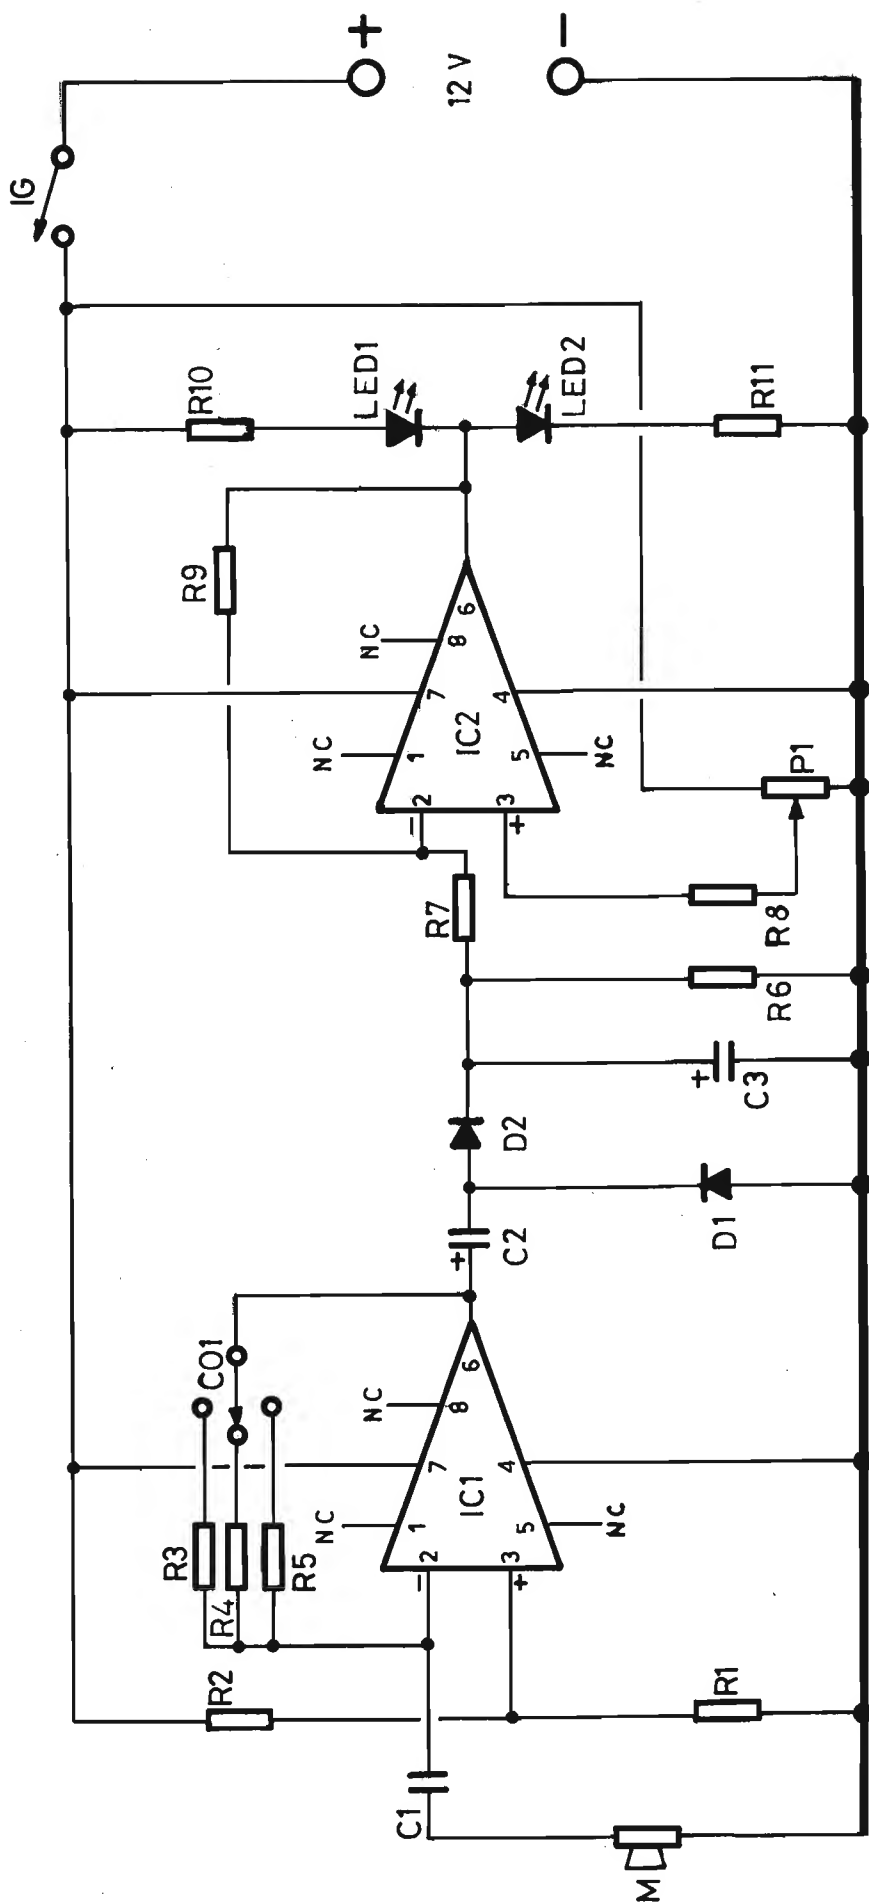 IG
+
12 V
−
R10
LED1
LED2
R11
R9
NC
8
6
7
4
NC
1
IC2
5
NC
−
2
3
+
P1
R7
R8
R6
D2
+
C3
C2
+
D1
CO1
R3
R4
R5
NC
8
6
7
4
NC
1
IC1
5
NC
−
2
3
+
R2
R1
C1
M